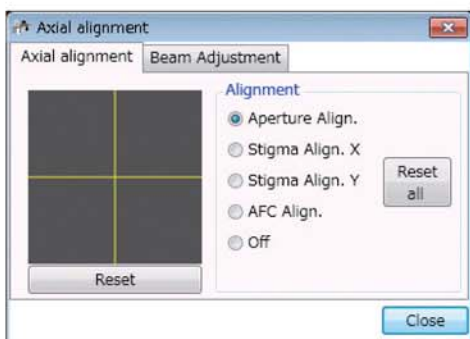 Axial alignment
Axial alignment Beam Adjustment
Alignment
Aperture Align.
Stigma Align. X
Stigma Align. Y
AFC Align.
Off
Reset all
Reset
Close